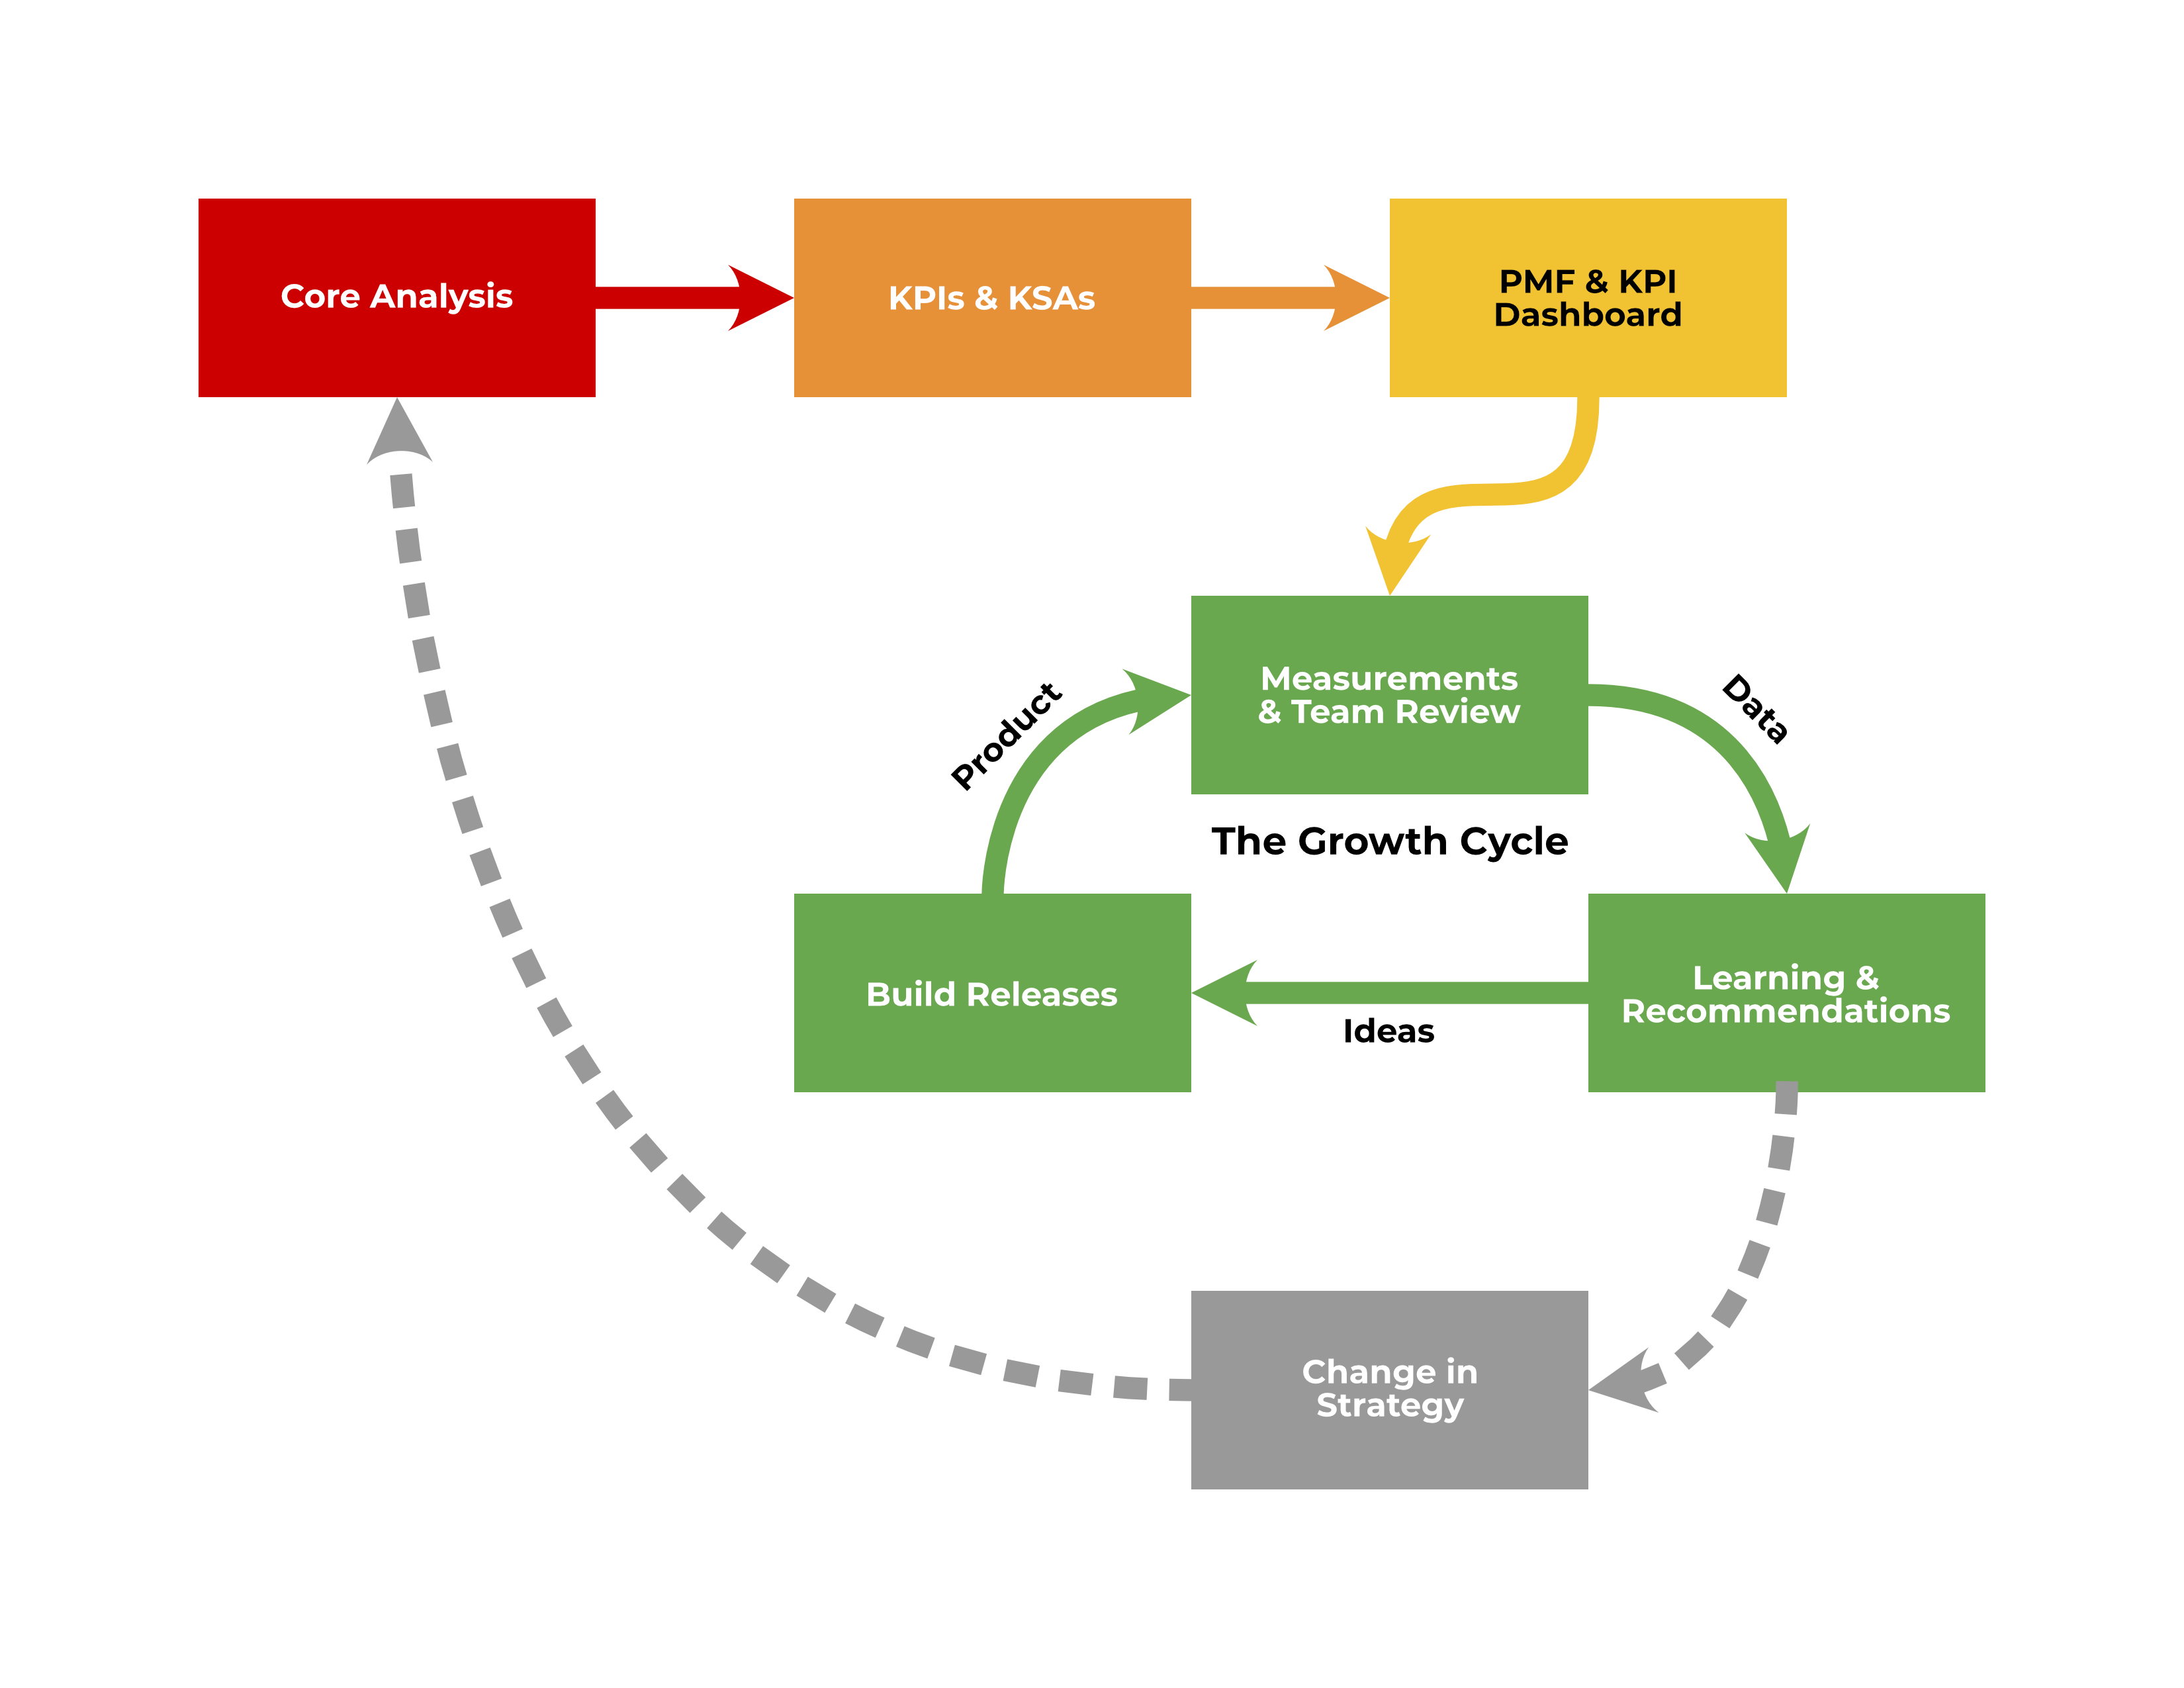 Core Analysis
KPIs & KSAs
PMF & KPI
Dashboard
Measurements
& Team Review
Product
Data
The Growth Cycle
Build Releases
Learning &
Recommendations
Ideas
Change in
Strategy